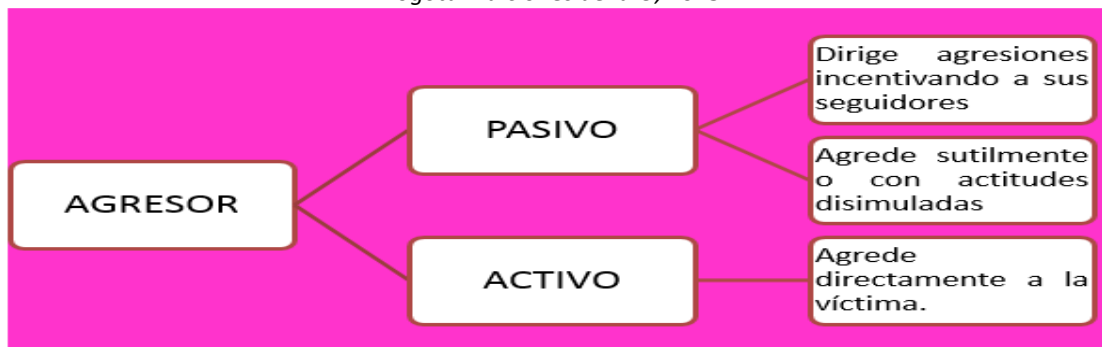 AGRESOR
PASIVO
Dirige agresiones
incentivando a sus
seguidores
Agrede sutilmente
o con actitudes
disimuladas
ACTIVO
Agrede
directamente a la
víctima.